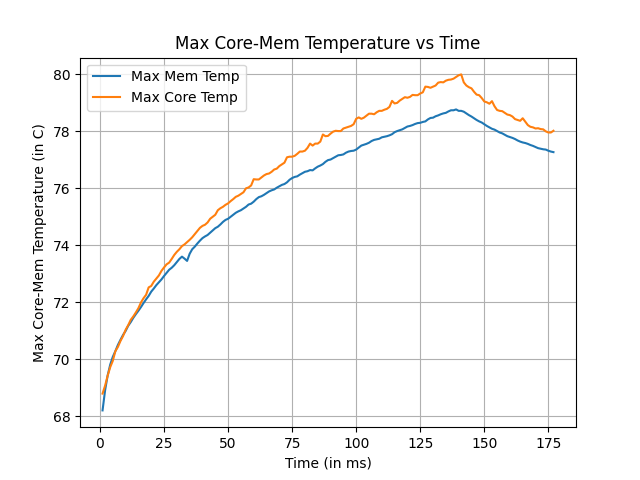 Max Core-Mem Temperature vs Time
Max Mem Temp
Max Core Temp
Max Core-Mem Temperature (in C)
80
78
76
74
72
70
68
0 25 50 75 100 125 150 175
Time (in ms)